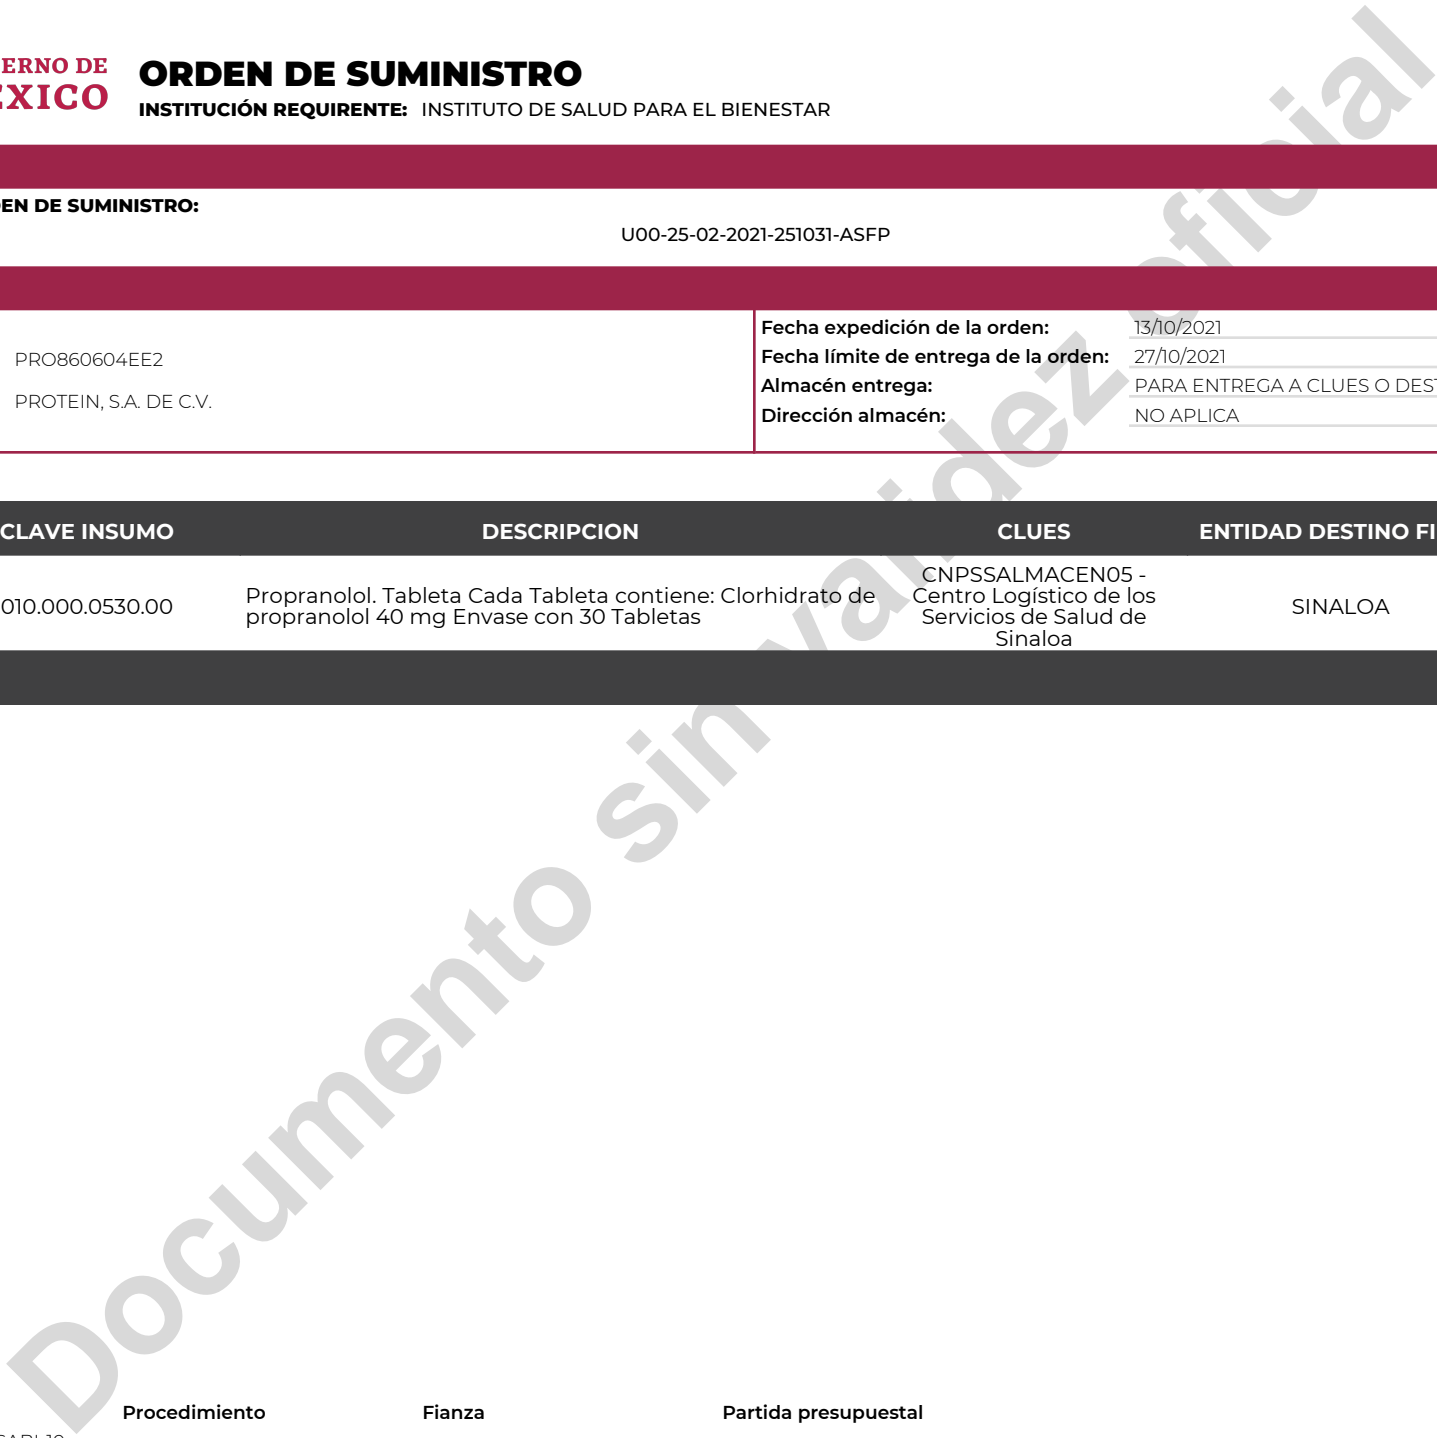 ERNO DE
EXICO
ORDEN DE SUMINISTRO
INSTITUCIÓN REQUIRENTE: INSTITUTO DE SALUD PARA EL BIENESTAR
EN DE SUMINISTRO:
U00-25-02-2021-251031-ASFP
PRO860604EE2
PROTEIN, S.A. DE C.V.
Fecha expedición de la orden: 13/10/2021
Fecha límite de entrega de la orden: 27/10/2021
Almacén entrega: PARA ENTREGA A CLUES O DEST
Dirección almacén: NO APLICA
CLAVE INSUMO DESCRIPCION CLUES ENTIDAD DESTINO FI
010.000.0530.00
Propranolol. Tableta Cada Tableta contiene: Clorhidrato de
propranolol 40 mg Envase con 30 Tabletas
CNPSSALMACEN05 -
Centro Logístico de los
Servicios de Salud de
Sinaloa
SINALOA
Documento sin validez oficial
Procedimiento Fianza Partida presupuestal